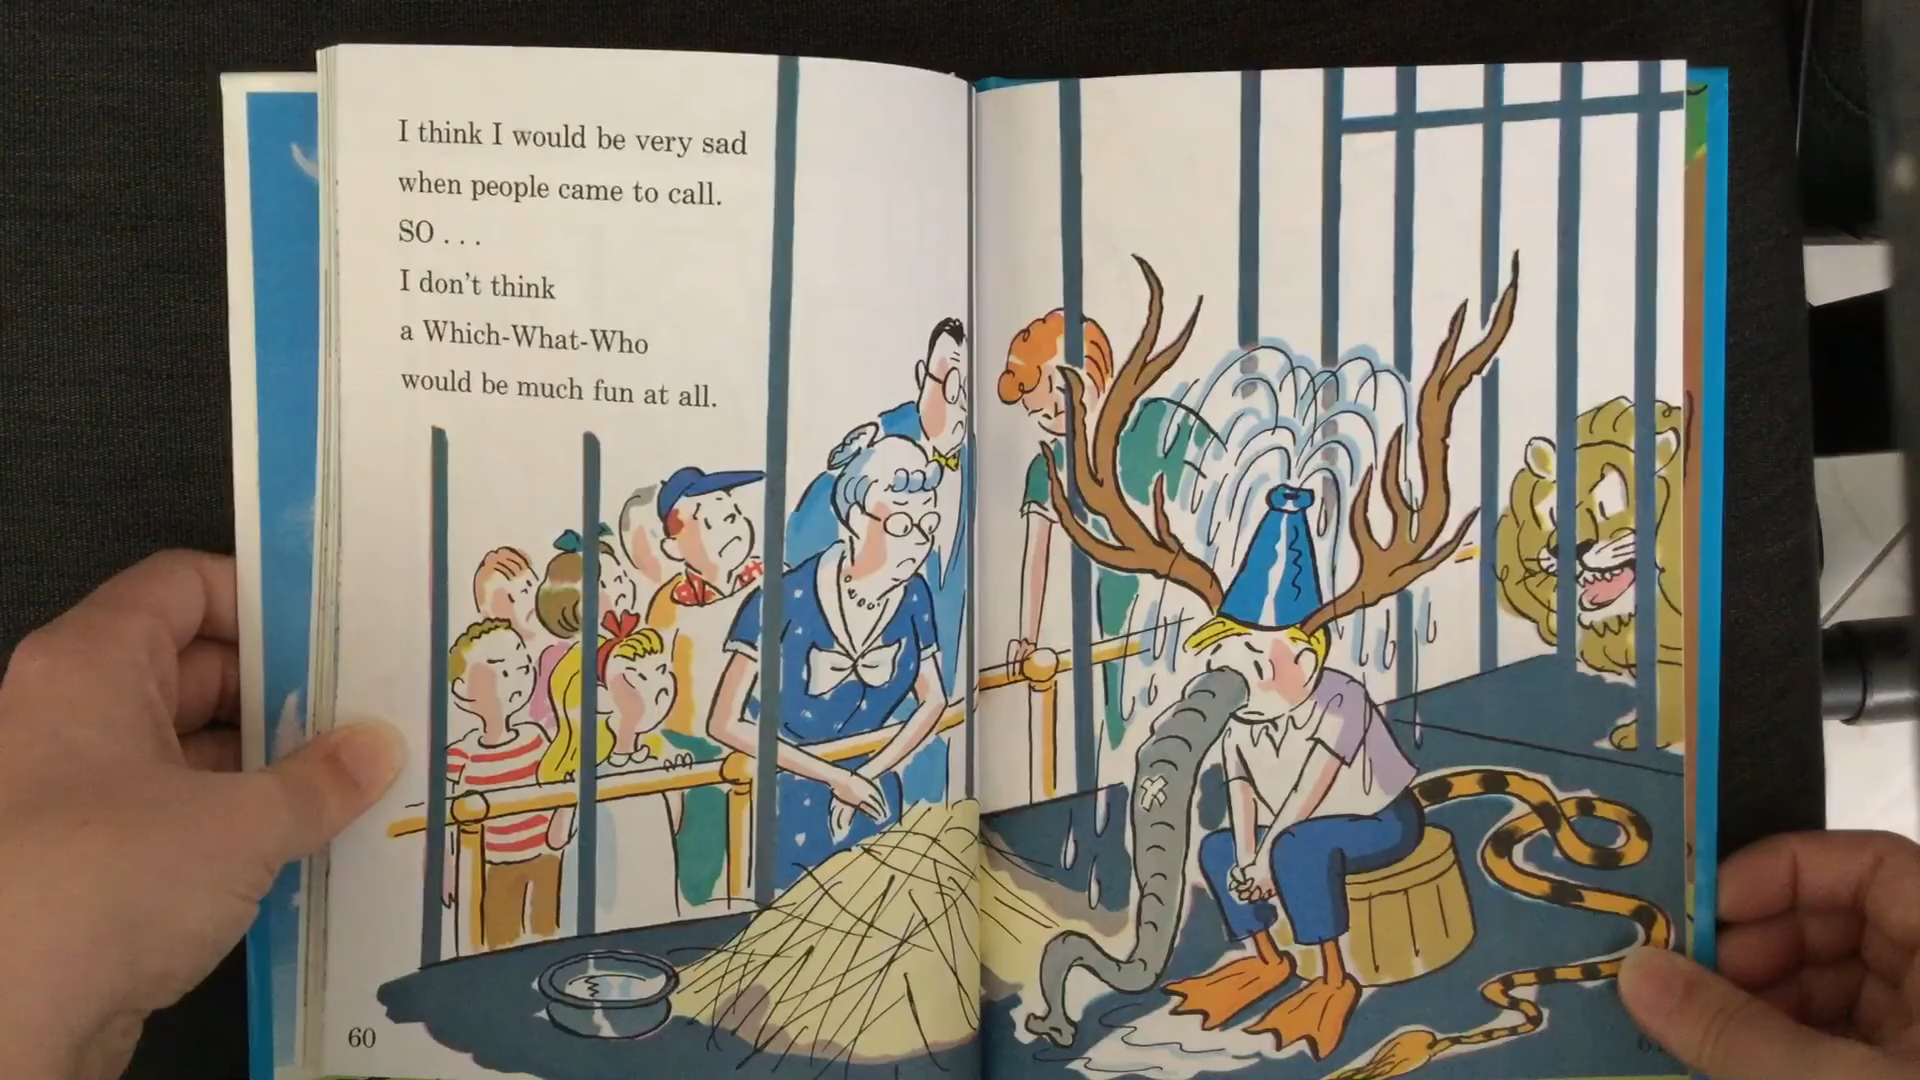 I think I would be very sad
when people came to call.
SO . . .
I don't think
a Which-What-Who
would be much fun at all.
60